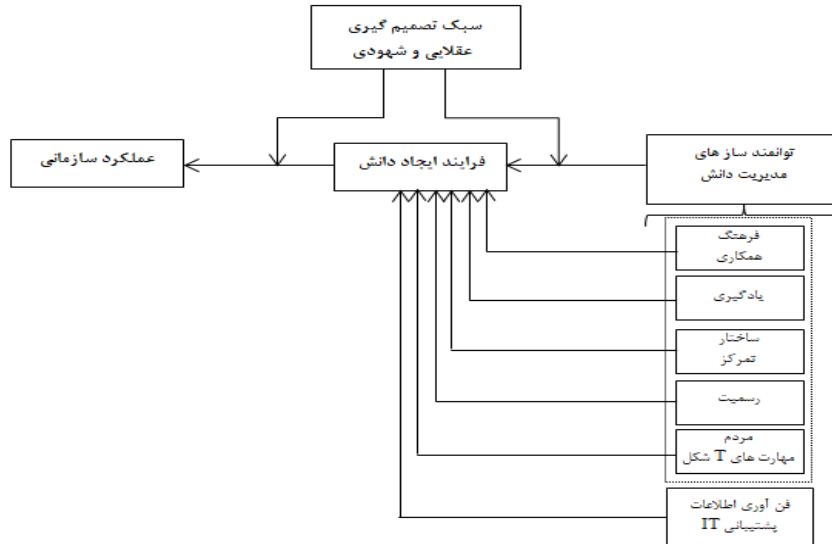 سبک تصمیم گیری
عقلایی و شهودی
توانمند ساز های
مدیریت دانش
فرایند ایجاد دانش
عملکرد سازمانی
فرهنگ
همکاری
یادگیری
ساختار
تمرکز
رسمیت
مردم
مهارت های T شکل
فن آوری اطلاعات
پشتیبانی IT